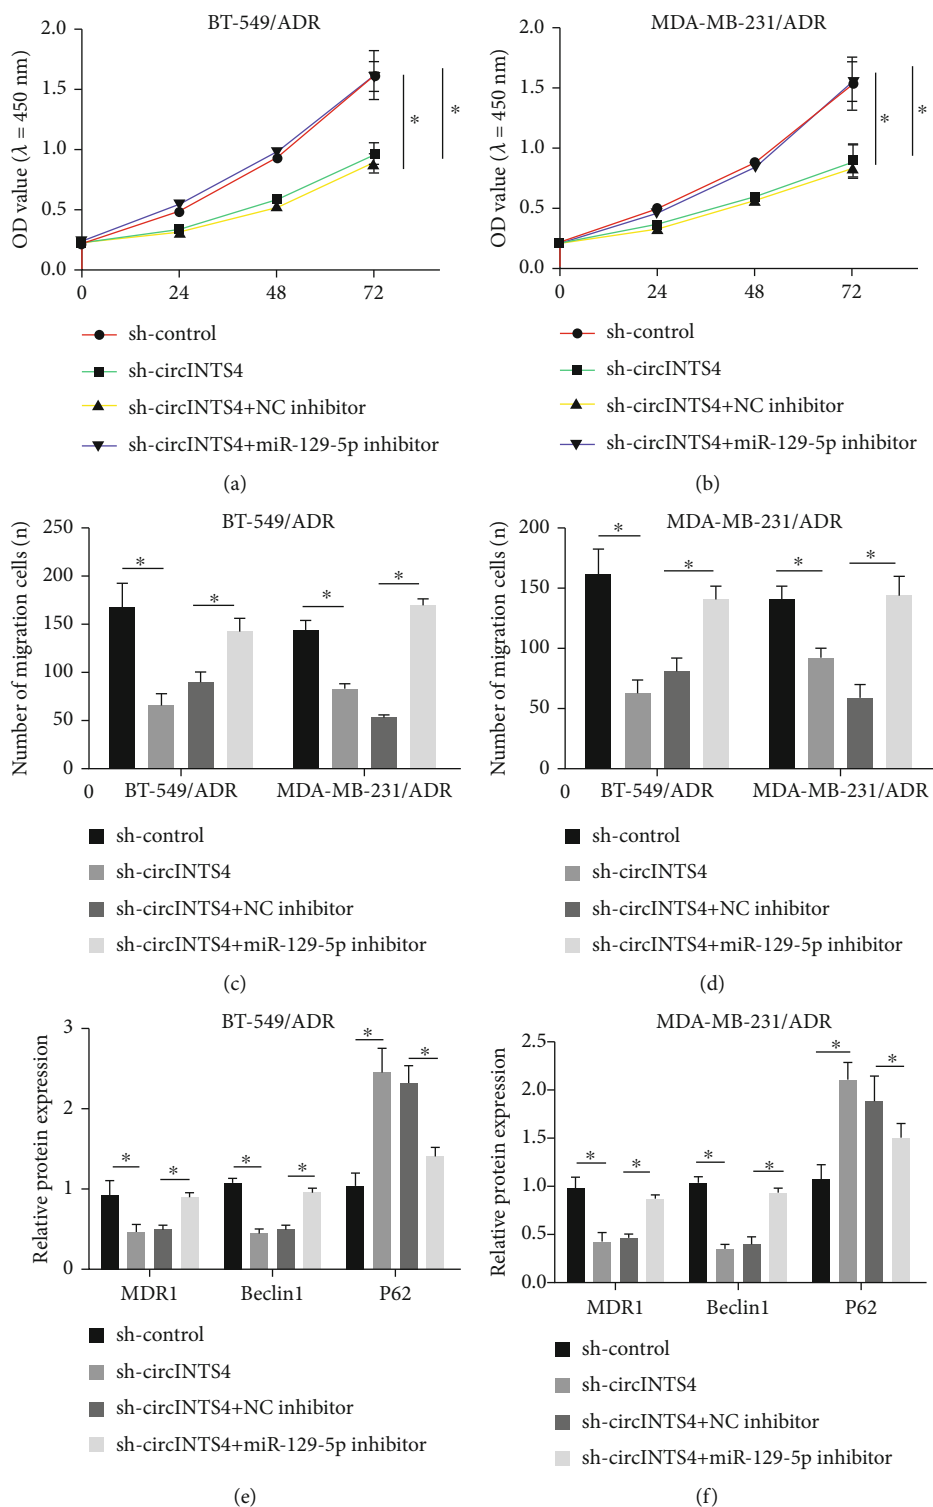 BT-549/ADR
OD value (λ = 450 nm)
2.0
1.5
1.0
0.5
0.0
0 24 48 72
*
*
sh-control
sh-circINTS4
sh-circINTS4+NC inhibitor
sh-circINTS4+miR-129-5p inhibitor
(a)
MDA-MB-231/ADR
OD value (λ = 450 nm)
2.0
1.5
1.0
0.5
0.0
0 24 48 72
*
*
sh-control
sh-circINTS4
sh-circINTS4+NC inhibitor
sh-circINTS4+miR-129-5p inhibitor
(b)
BT-549/ADR
Number of migration cells (n)
250
200
150
100
50
0
* * * *
0 BT-549/ADR MDA-MB-231/ADR
sh-control
sh-circINTS4
sh-circINTS4+NC inhibitor
sh-circINTS4+miR-129-5p inhibitor
(c)
MDA-MB-231/ADR
Number of migration cells (n)
200
150
100
50
0
* * * *
0 BT-549/ADR MDA-MB-231/ADR
sh-control
sh-circINTS4
sh-circINTS4+NC inhibitor
sh-circINTS4+miR-129-5p inhibitor
(d)
BT-549/ADR
Relative protein expression
3
2
1
0
* * * * * *
MDR1 Beclin1 P62
sh-control
sh-circINTS4
sh-circINTS4+NC inhibitor
sh-circINTS4+miR-129-5p inhibitor
(e)
MDA-MB-231/ADR
Relative protein expression
2.5
2.0
1.5
1.0
0.5
0.0
* * * * * *
MDR1 Beclin1 P62
sh-control
sh-circINTS4
sh-circINTS4+NC inhibitor
sh-circINTS4+miR-129-5p inhibitor
(f)